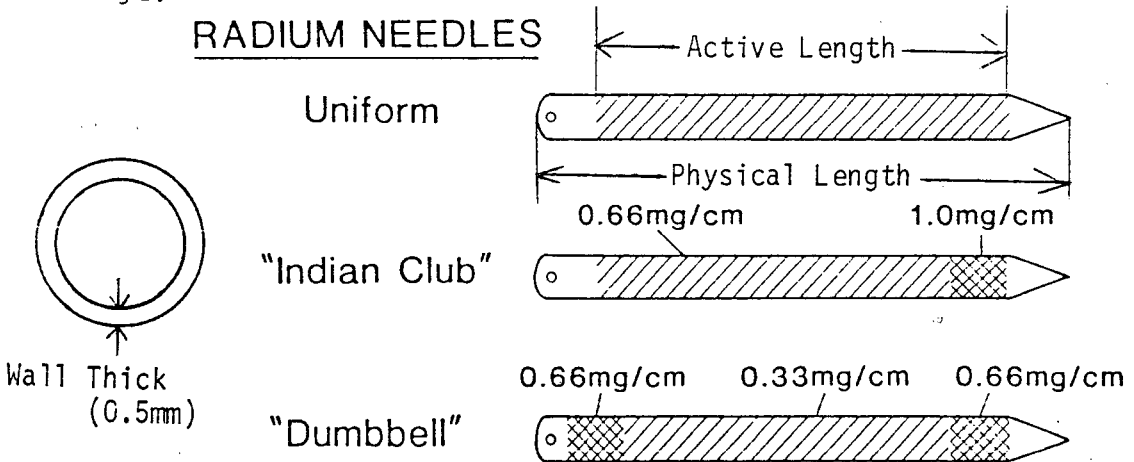 RADIUM NEEDLES
Active Length
Uniform
Physical Length
0.66mg/cm 1.0mg/cm
"Indian Club"
Wall Thick
(0.5mm)
0.66mg/cm 0.33mg/cm 0.66mg/cm
"Dumbbell"